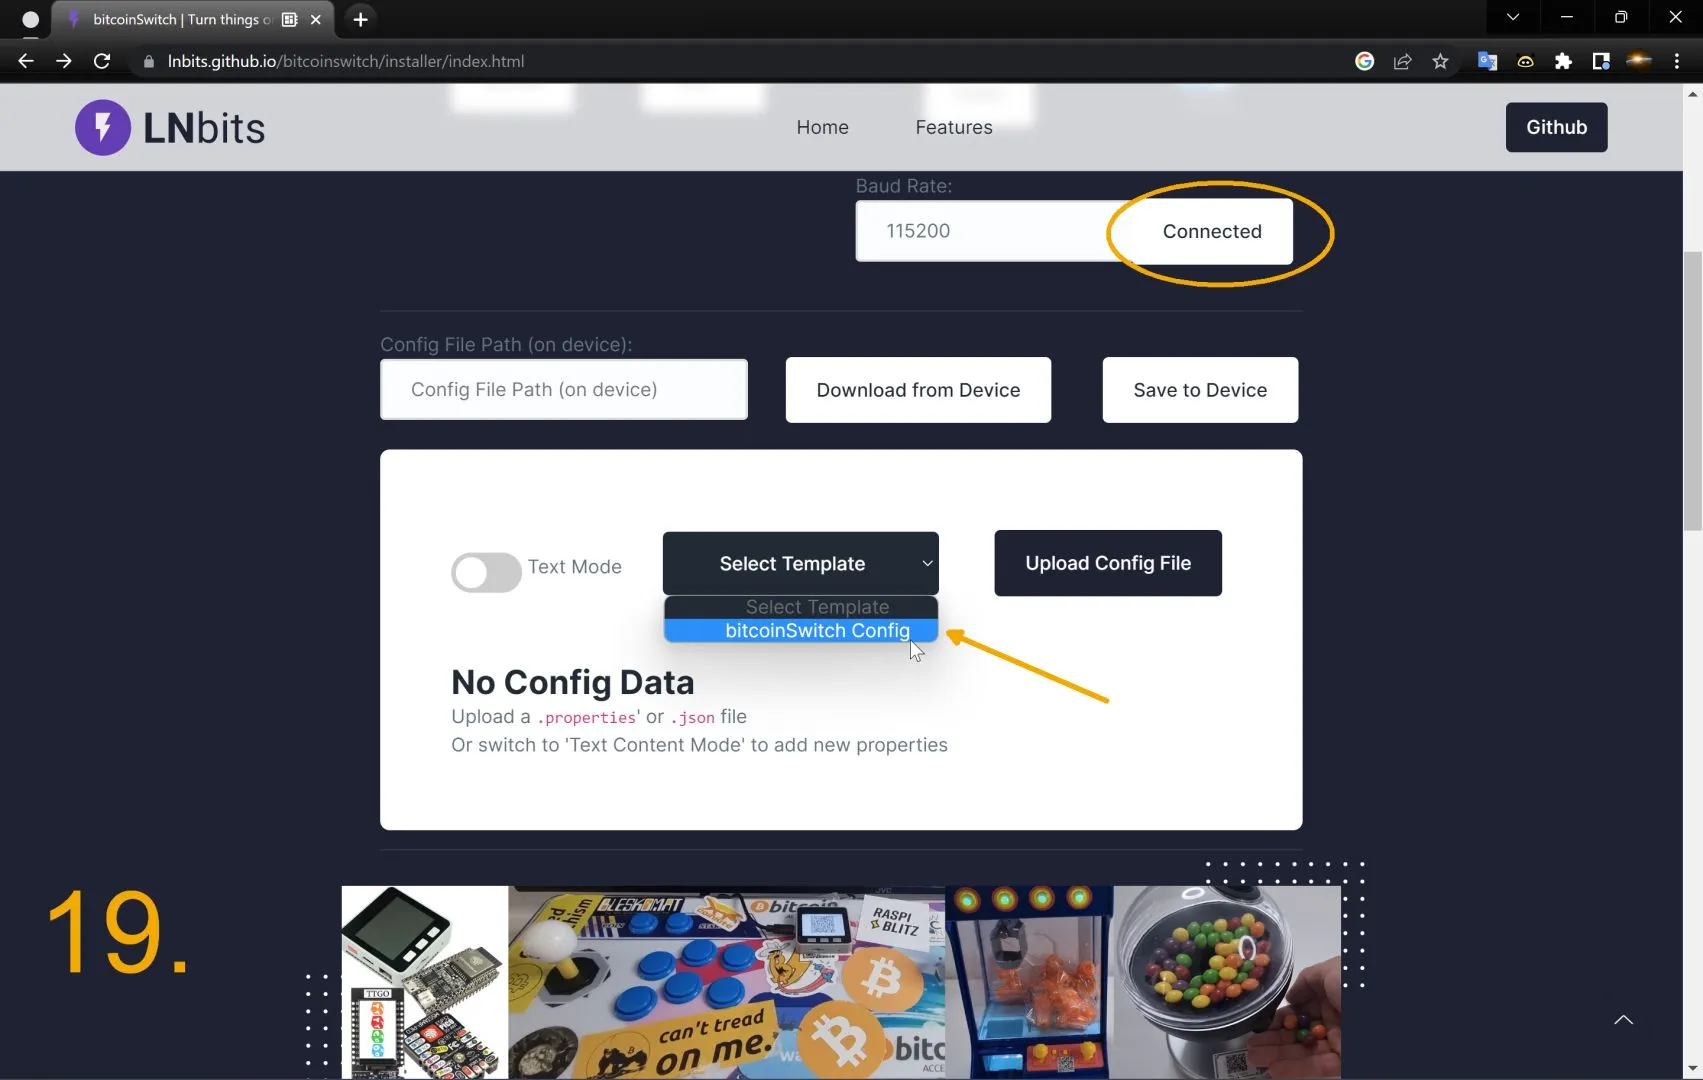 bitcoinSwitch | Turn things o
lnbits.github.io/bitcoinswitch/installer/index.html
LNbits
Home
Features
Github
Baud Rate:
115200
Connected
Config File Path (on device):
Config File Path (on device)
Download from Device
Save to Device
Text Mode
Select Template
Upload Config File
Select Template
bitcoinSwitch Config
No Config Data
Upload a .properties' or .json file
Or switch to 'Text Content Mode' to add new properties
19.
TTGO
BLESKOMAT
bitcoin
RASPI
BLITZ
can't tread
on me.
bitc
ACCE